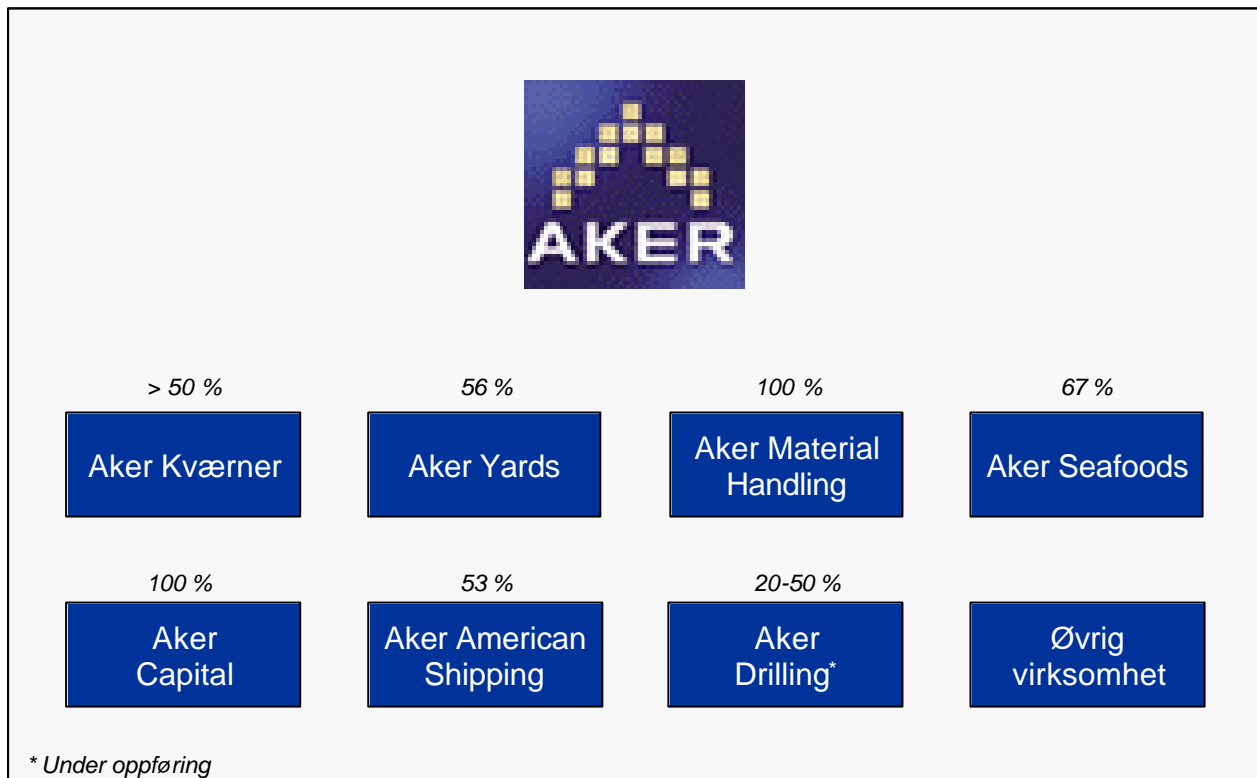 AKER
> 50 %
56 %
100 %
67 %
Aker Kværner
Aker Yards
Aker Material
Handling
Aker Seafoods
100 %
53 %
20-50 %
Aker
Capital
Aker American
Shipping
Aker
Drilling*
Øvrig
virksomhet
* Under oppføring